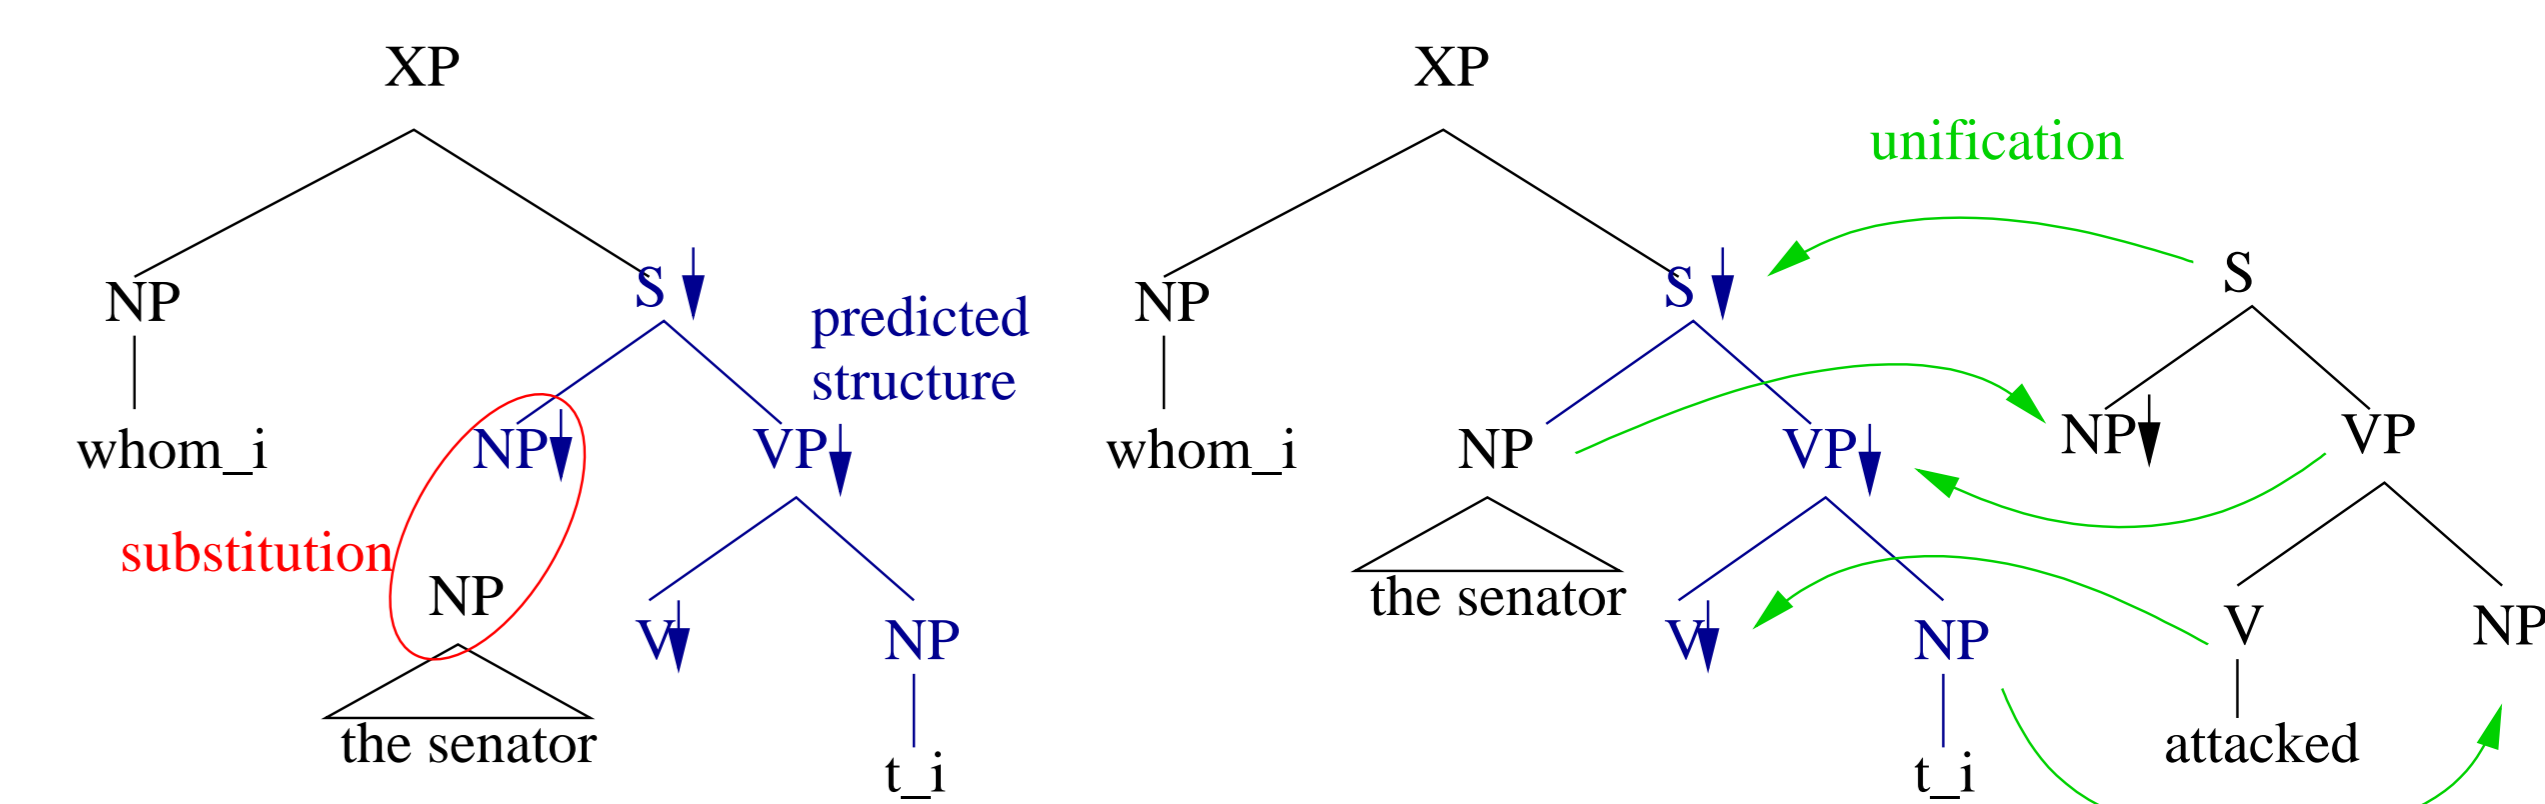 XP
NP
S
whom_i
NP
VP
predicted
structure
substitution
NP
the senator
V
NP
t_i
XP
unification
NP
S
whom_i
NP
VP
the senator
V
NP
t_i
S
NP
VP
V
NP
attacked